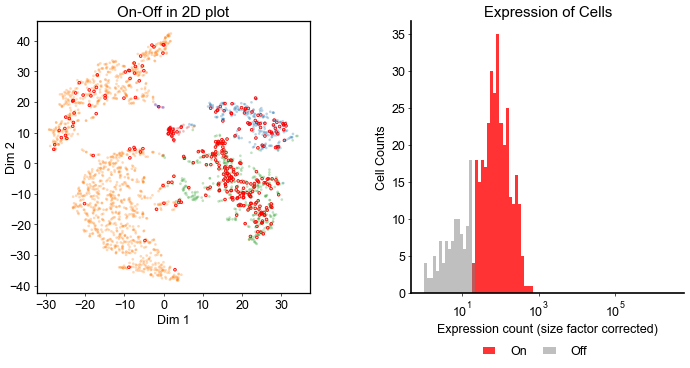 On-Off in 2D plot
40
30
20
10
0
−10
−20
−30
−40
Dim 2
−30 −20 −10 0 10 20 30
Dim 1
Expression of Cells
35
30
25
20
15
10
5
0
Cell Counts
10^1 10^3 10^5
Expression count (size factor corrected)
On Off